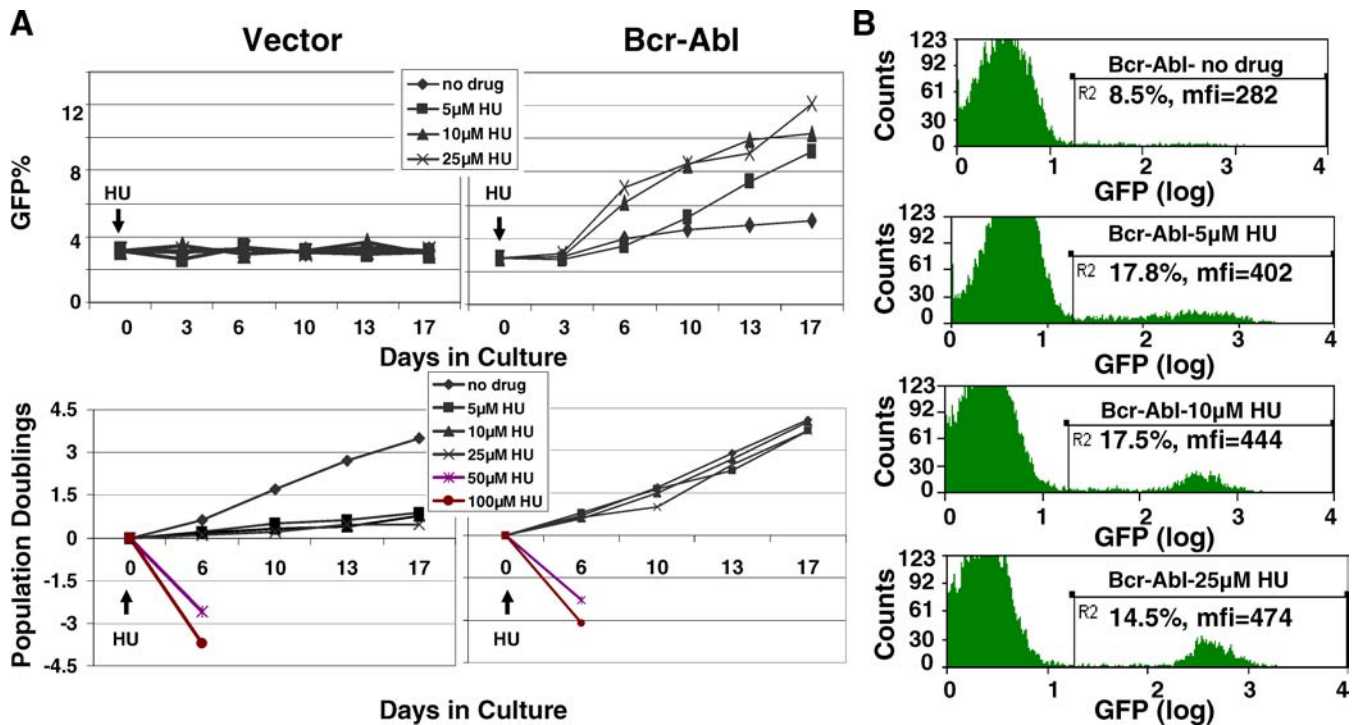 A
Vector
Bcr-Abl
no drug
5µM HU
10µM HU
25µM HU
GFP%
12
8
4
0
HU
HU
0 3 6 10 13 17
0 3 6 10 13 17
Days in Culture
no drug
5µM HU
10µM HU
25µM HU
50µM HU
100µM HU
Population Doublings
4.5
3
1.5
0
-1.5
-3
-4.5
0 6 10 13 17
0 6 10 13 17
HU
HU
Days in Culture
B
Counts
123
92
61
30
0
Bcr-Abl- no drug
R2 8.5%, mfi=282
0 1 2 3 4
GFP (log)
Counts
123
92
61
30
0
Bcr-Abl-5µM HU
R2 17.8%, mfi=402
0 1 2 3 4
GFP (log)
Counts
123
92
61
30
0
Bcr-Abl-10µM HU
R2 17.5%, mfi=444
0 1 2 3 4
GFP (log)
Counts
123
92
61
30
0
Bcr-Abl-25µM HU
R2 14.5%, mfi=474
0 1 2 3 4
GFP (log)